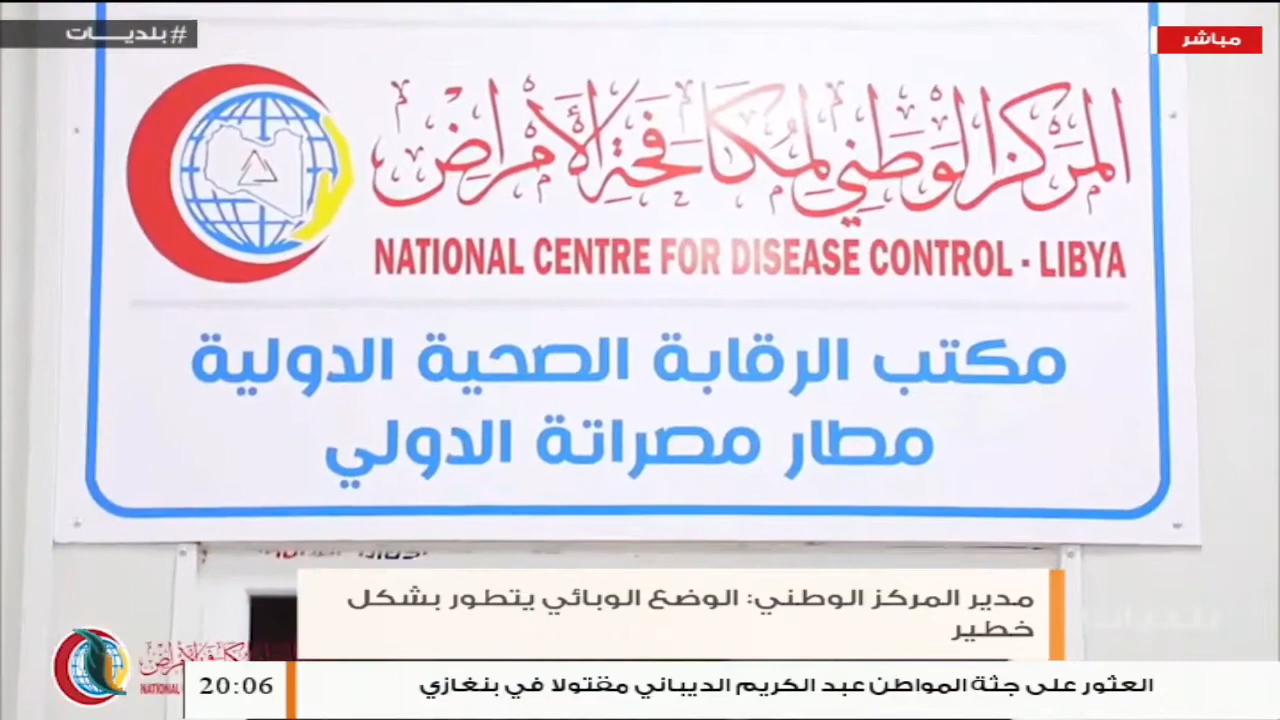 #بلديـــــات
مباشر
المركز الوطني لمكافحة الأمراض
NATIONAL CENTRE FOR DISEASE CONTROL - LIBYA
مكتب الرقابة الصحية الدولية
مطار مصراتة الدولي
مدير المركز الوطني: الوضع الوبائي يتطور بشكل
خطير
20:06
العثور على جثة المواطن عبد الكريم الديباني مقتولا في بنغازي
NATIONAL